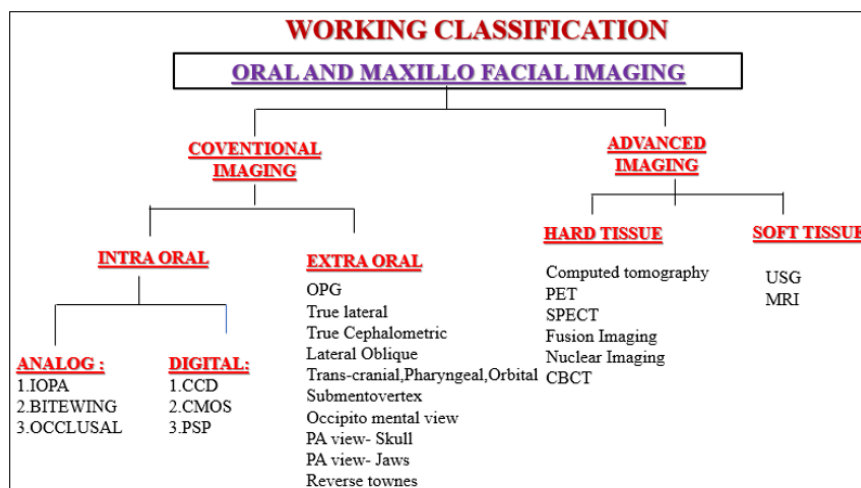 WORKING CLASSIFICATION
ORAL AND MAXILLO FACIAL IMAGING
COVENTIONAL
IMAGING
ADVANCED
IMAGING
INTRA ORAL
ANALOG :
1.IOPA
2.BITEWING
3.OCCLUSAL
DIGITAL:
1.CCD
2.CMOS
3.PSP
EXTRA ORAL
OPG
True lateral
True Cephalometric
Lateral Oblique
Trans-cranial,Pharyngeal,Orbital
Submentovertex
Occipito mental view
PA view- Skull
PA view- Jaws
Reverse townes
HARD TISSUE
Computed tomography
PET
SPECT
Fusion Imaging
Nuclear Imaging
CBCT
SOFT TISSUE
USG
MRI